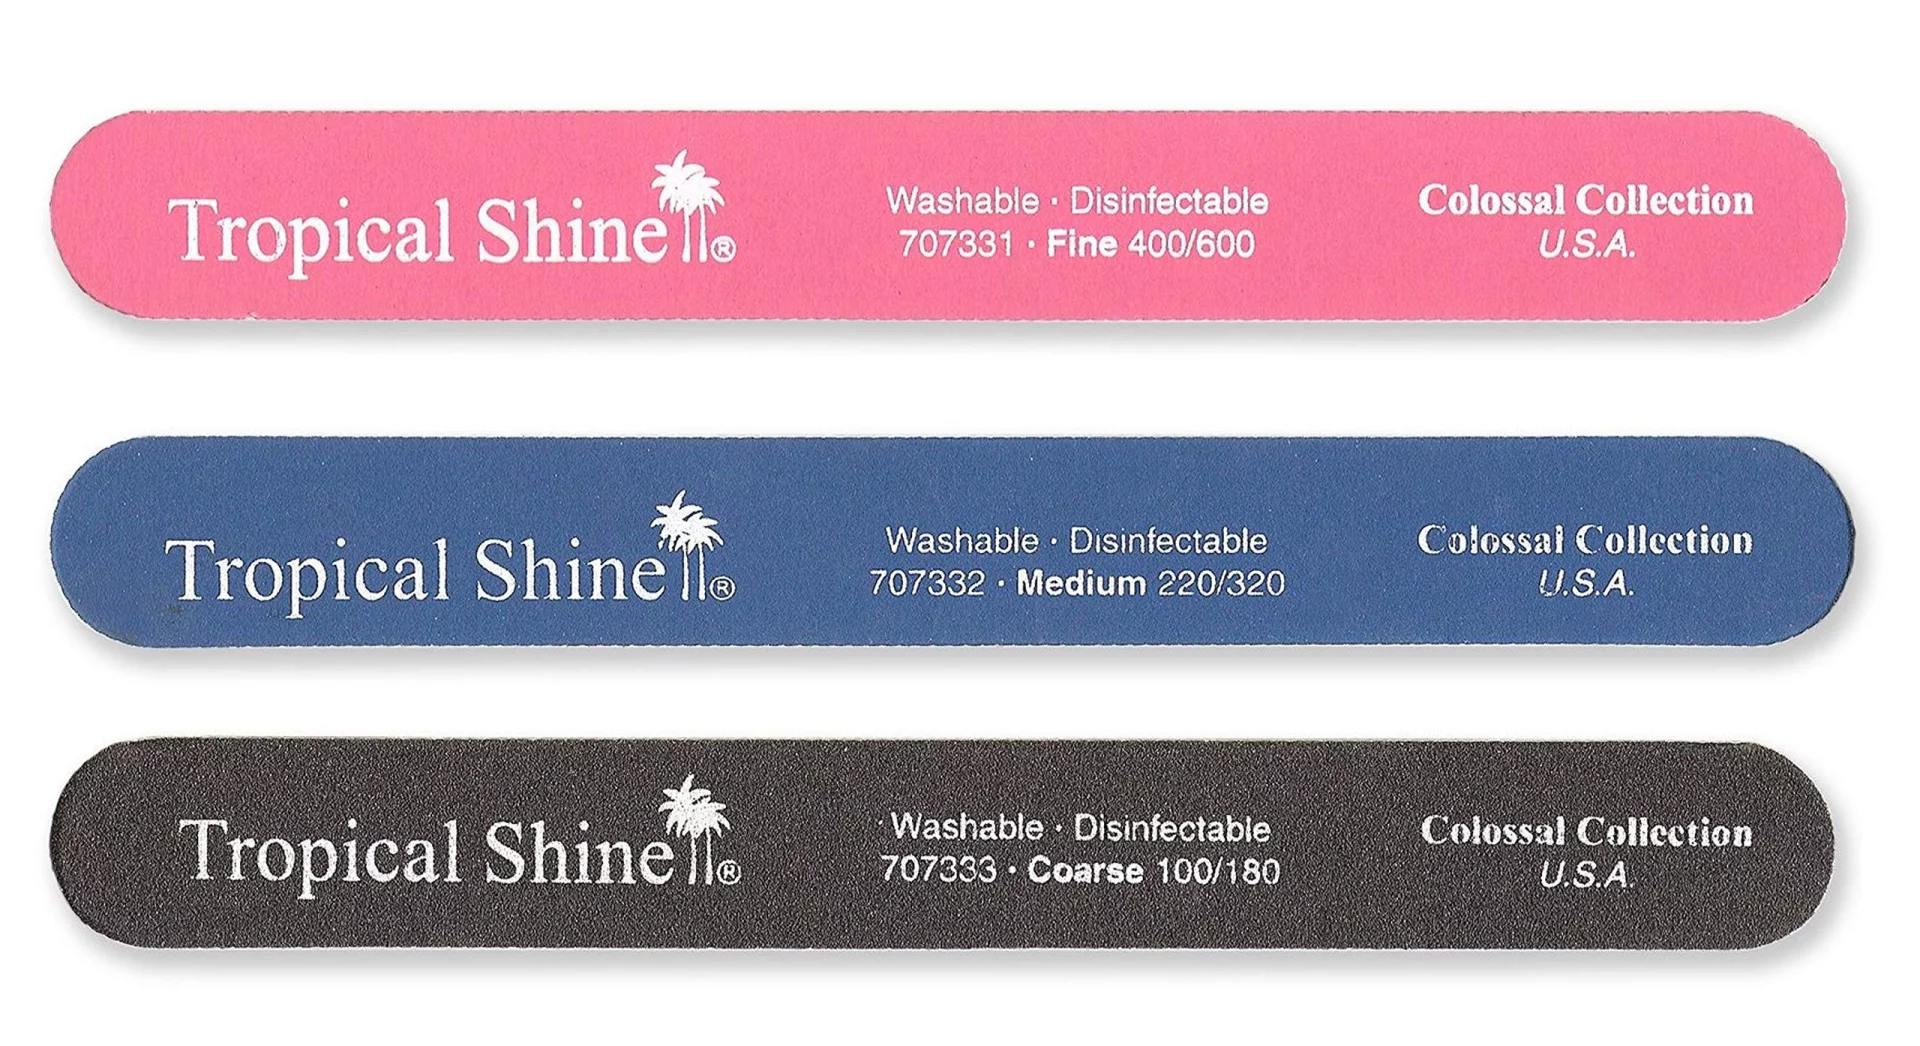 Tropical Shine®
Washable · Disinfectable
707331 · Fine 400/600
Colossal Collection
U.S.A.
Tropical Shine®
Washable · Disinfectable
707332 · Medium 220/320
Colossal Collection
U.S.A.
Tropical Shine®
Washable · Disinfectable
707333 · Coarse 100/180
Colossal Collection
U.S.A.